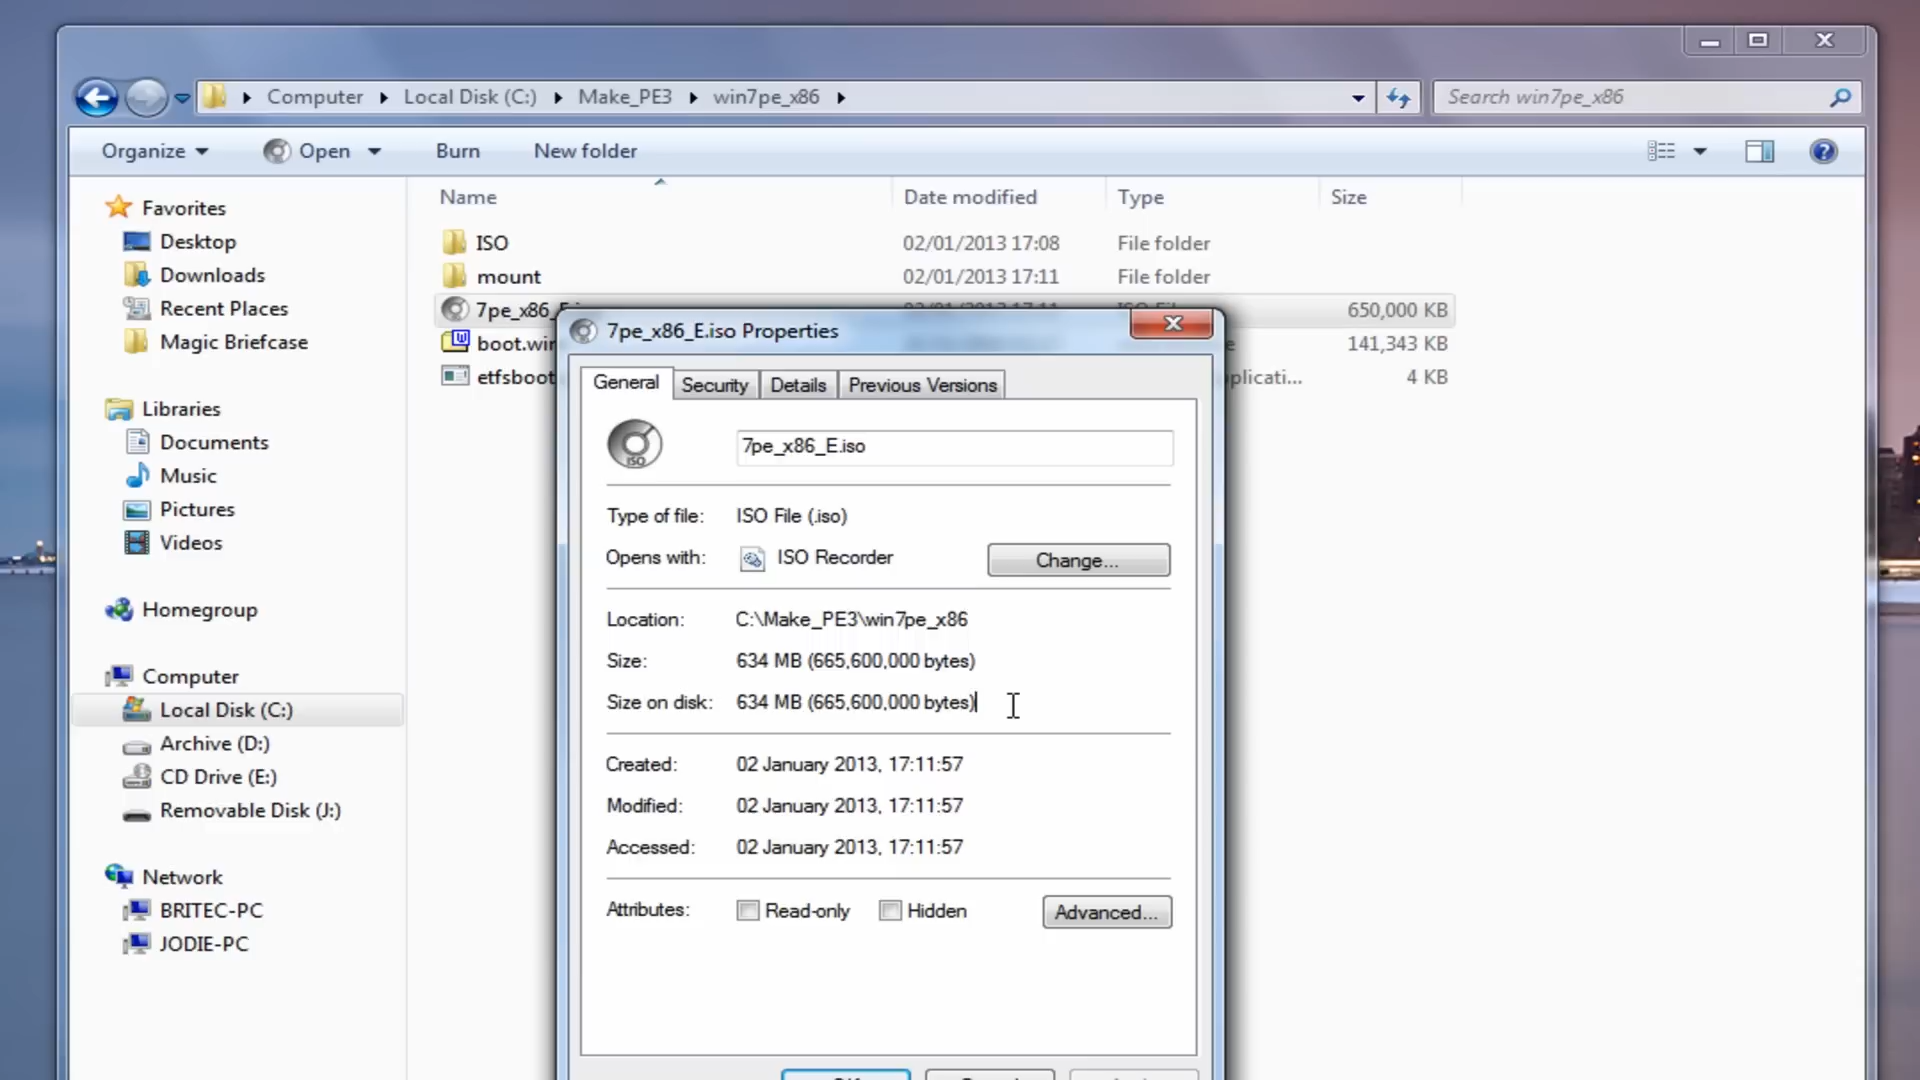 Computer Local Disk (C:) Make_PE3 win7pe_x86
Search win7pe_x86
Organize Open Burn New folder
Name Date modified Type Size
Favorites
Desktop
Downloads
Recent Places
Magic Briefcase
Libraries
Documents
Music
Pictures
Videos
Homegroup
Computer
Local Disk (C:)
Archive (D:)
CD Drive (E:)
Removable Disk (J:)
Network
BRITEC-PC
JODIE-PC
ISO 02/01/2013 17:08 File folder
mount 02/01/2013 17:11 File folder
7pe_x86_E.i 650,000 KB
boot.wi 141,343 KB
etfsboot plicati... 4 KB
7pe_x86_E.iso Properties
General Security Details Previous Versions
ISO
7pe_x86_E.iso
Type of file: ISO File (.iso)
Opens with: ISO Recorder Change...
Location: C:\Make_PE3\win7pe_x86
Size: 634 MB (665,600,000 bytes)
Size on disk: 634 MB (665,600,000 bytes)
Created: 02 January 2013, 17:11:57
Modified: 02 January 2013, 17:11:57
Accessed: 02 January 2013, 17:11:57
Attributes: Read-only Hidden Advanced...